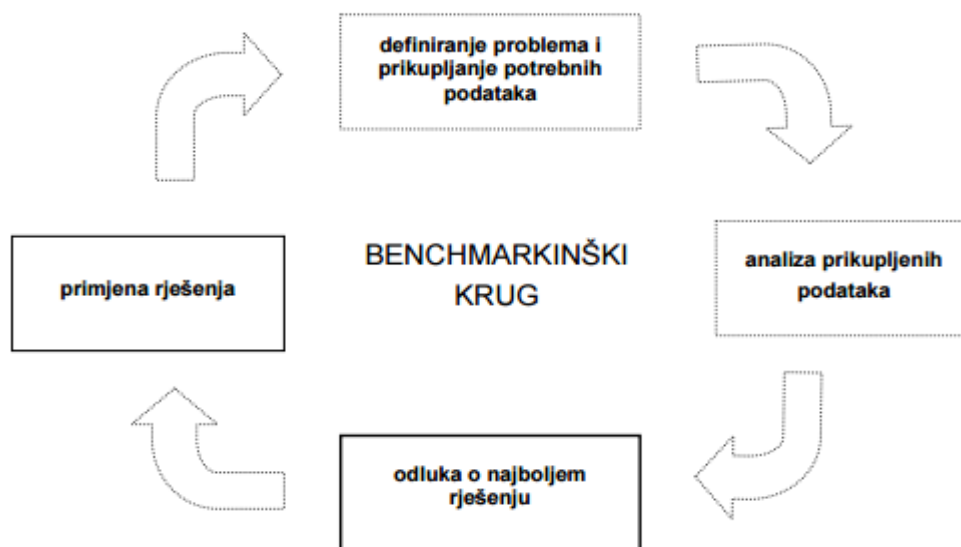 definiranje problema i
prikupljanje potrebnih
podataka
primjena rješenja
BENCHMARKINŠKI
KRUG
analiza prikupljenih
podataka
odluka o najboljem
rješenju